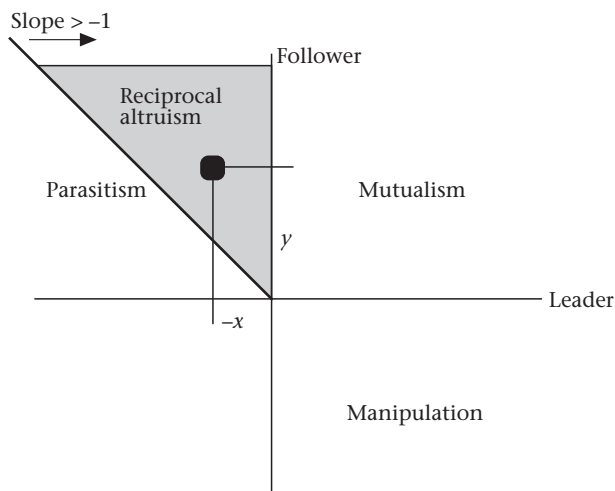 Slope > –1
Follower
Reciprocal
altruism
Parasitism
Mutualism
y
Leader
–x
Manipulation